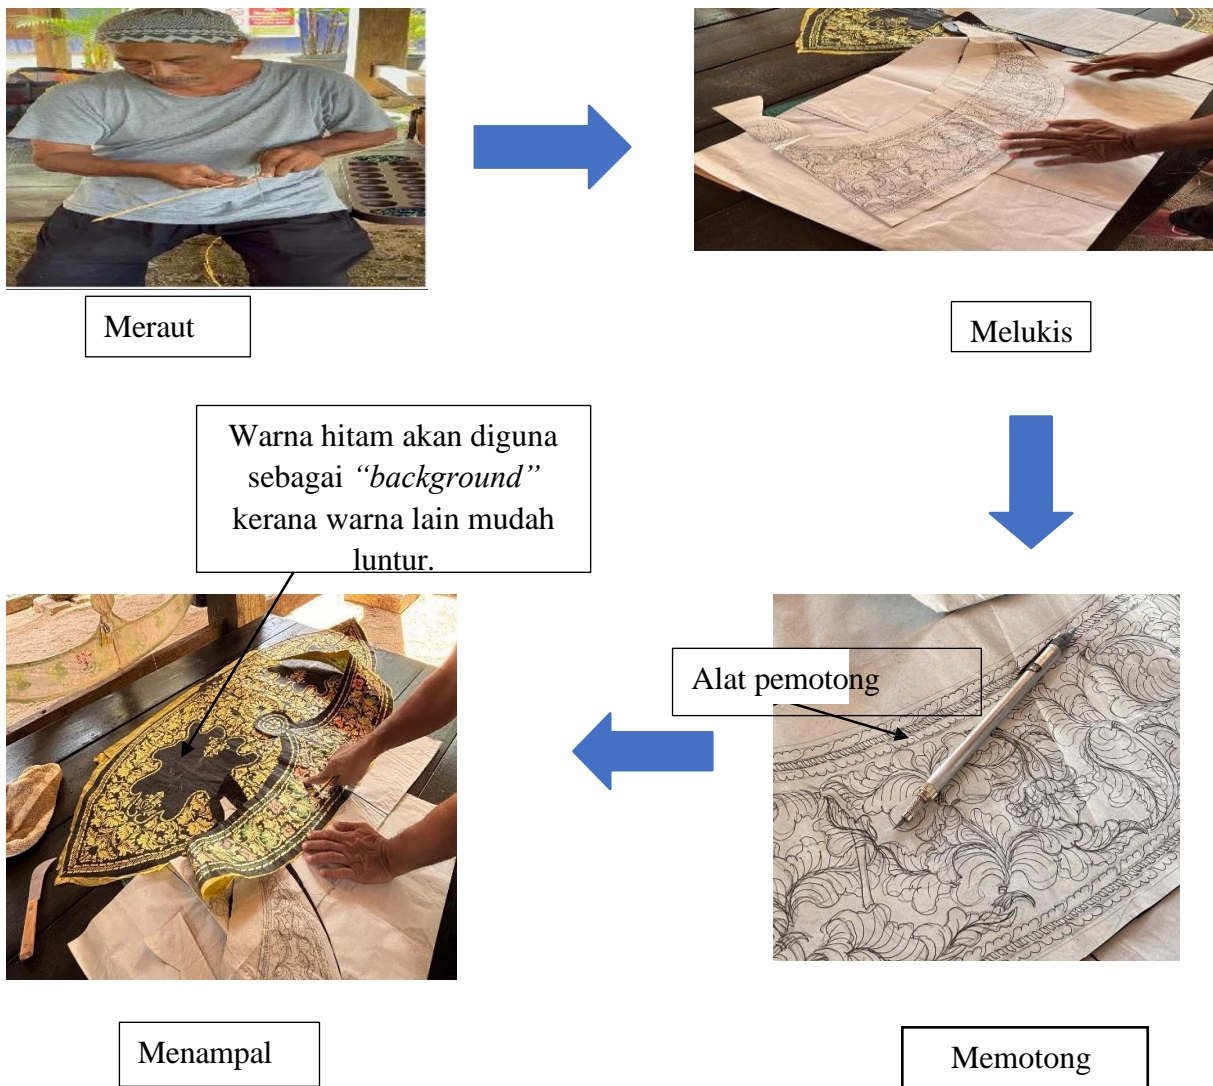 Meraut
Melukis
Warna hitam akan diguna
sebagai “background”
kerana warna lain mudah
luntur.
Alat pemotong
Menampal
Memotong